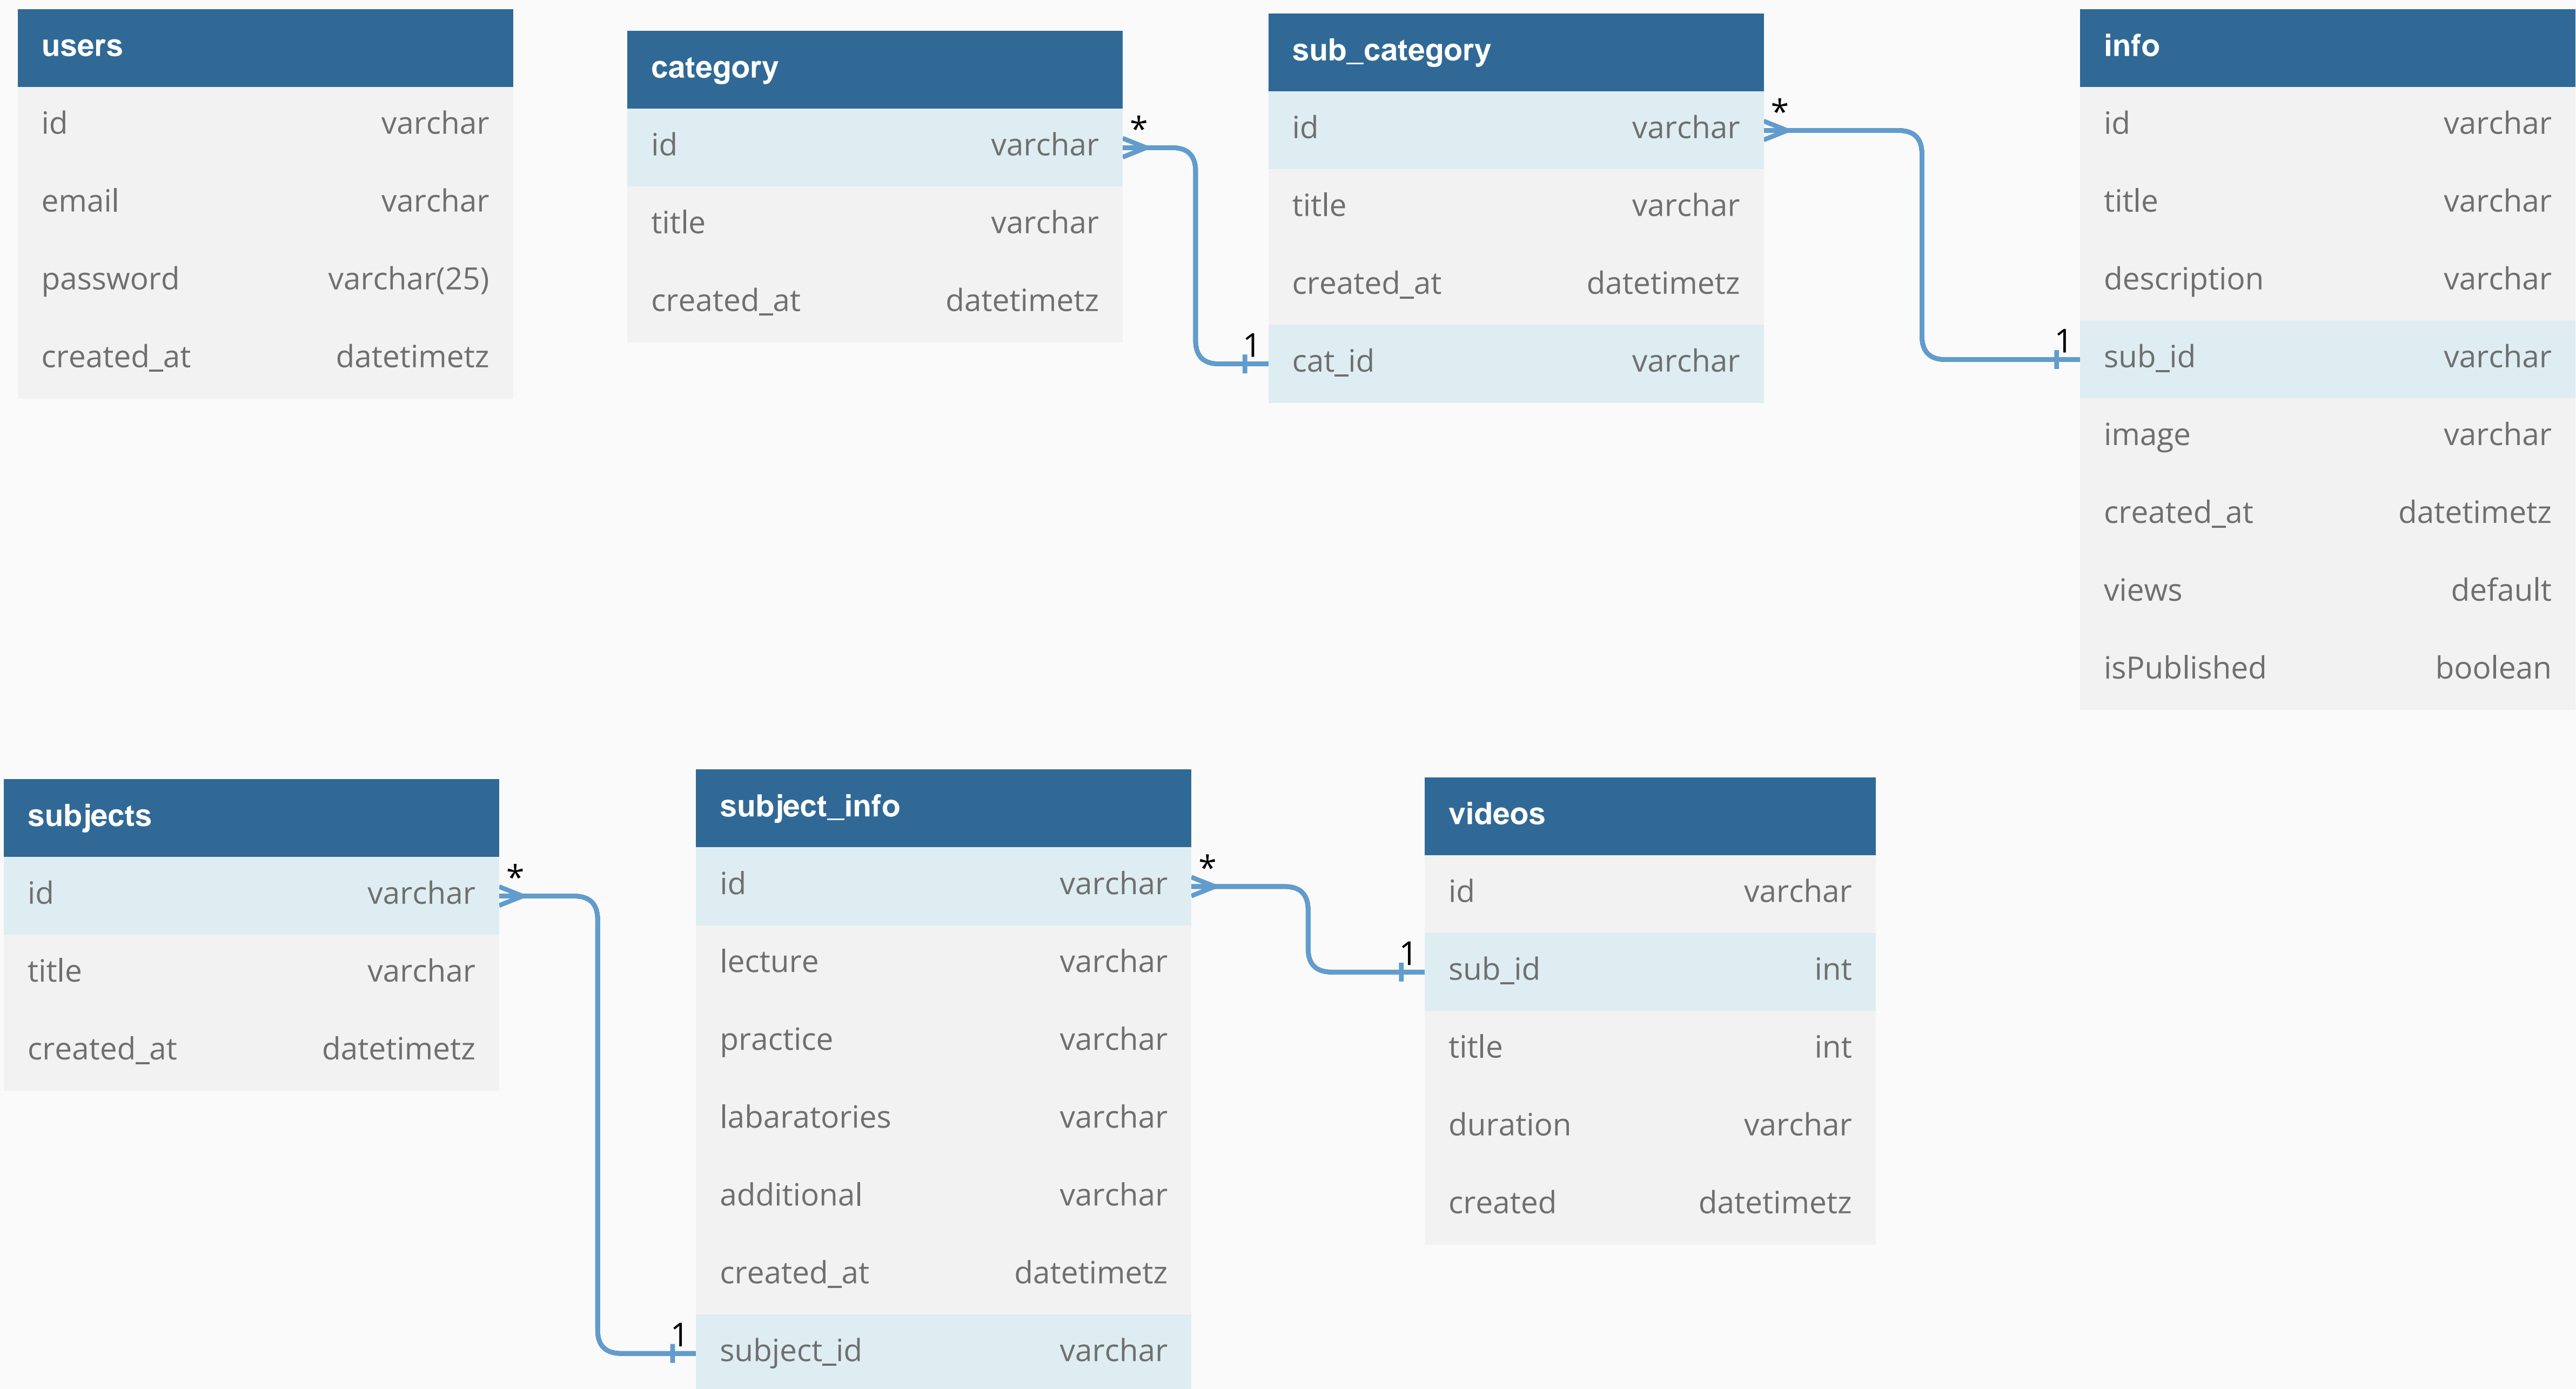 users
id varchar
email varchar
password varchar(25)
created_at datetimetz
category
id varchar
title varchar
created_at datetimetz
*
1
sub_category
id varchar
title varchar
created_at datetimetz
cat_id varchar
*
1
info
id varchar
title varchar
description varchar
sub_id varchar
image varchar
created_at datetimetz
views default
isPublished boolean
subjects
id varchar
title varchar
created_at datetimetz
*
1
subject_info
id varchar
lecture varchar
practice varchar
labaratories varchar
additional varchar
created_at datetimetz
subject_id varchar
*
1
videos
id varchar
sub_id int
title int
duration varchar
created datetimetz